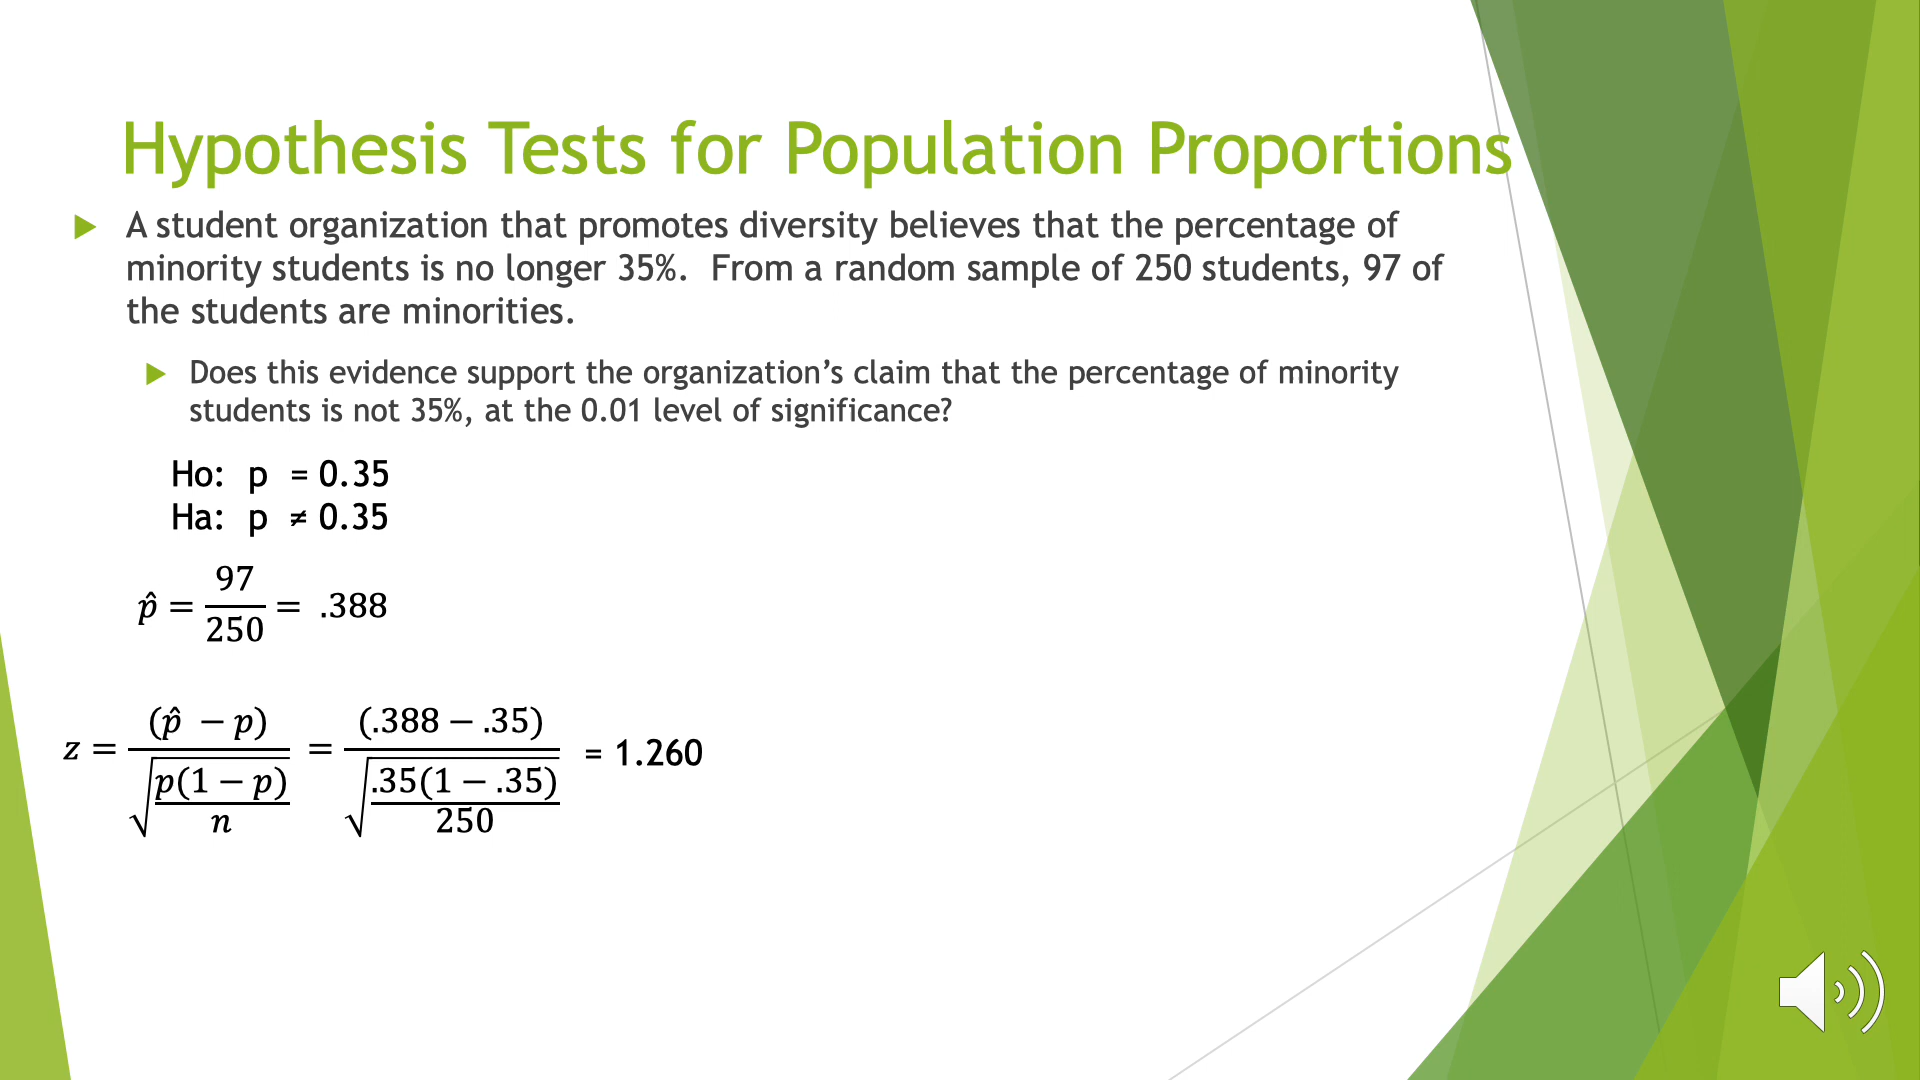 Hypothesis Tests for Population Proportions
A student organization that promotes diversity believes that the percentage of
minority students is no longer 35%.  From a random sample of 250 students, 97 of
the students are minorities.
Does this evidence support the organization’s claim that the percentage of minority
students is not 35%, at the 0.01 level of significance?
Ho:  p  = 0.35
Ha:  p  ≠ 0.35
p̂ = 97/250 = .388
z = (p̂ − p)/√(p(1 − p)/n) = (.388 − .35)/√(.35(1 − .35)/250) = 1.260